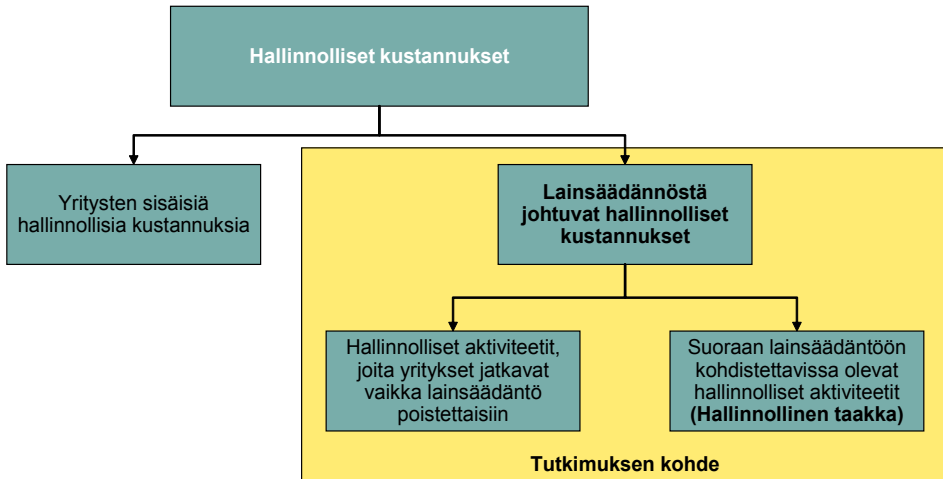 Hallinnolliset kustannukset
Yritysten sisäisiä
hallinnollisia kustannuksia
Lainsäädännöstä
johtuvat hallinnolliset
kustannukset
Hallinnolliset aktiviteetit,
joita yritykset jatkavat
vaikka lainsäädäntö
poistettaisiin
Suoraan lainsäädäntöön
kohdistettavissa olevat
hallinnolliset aktiviteetit
(Hallinnollinen taakka)
Tutkimuksen kohde